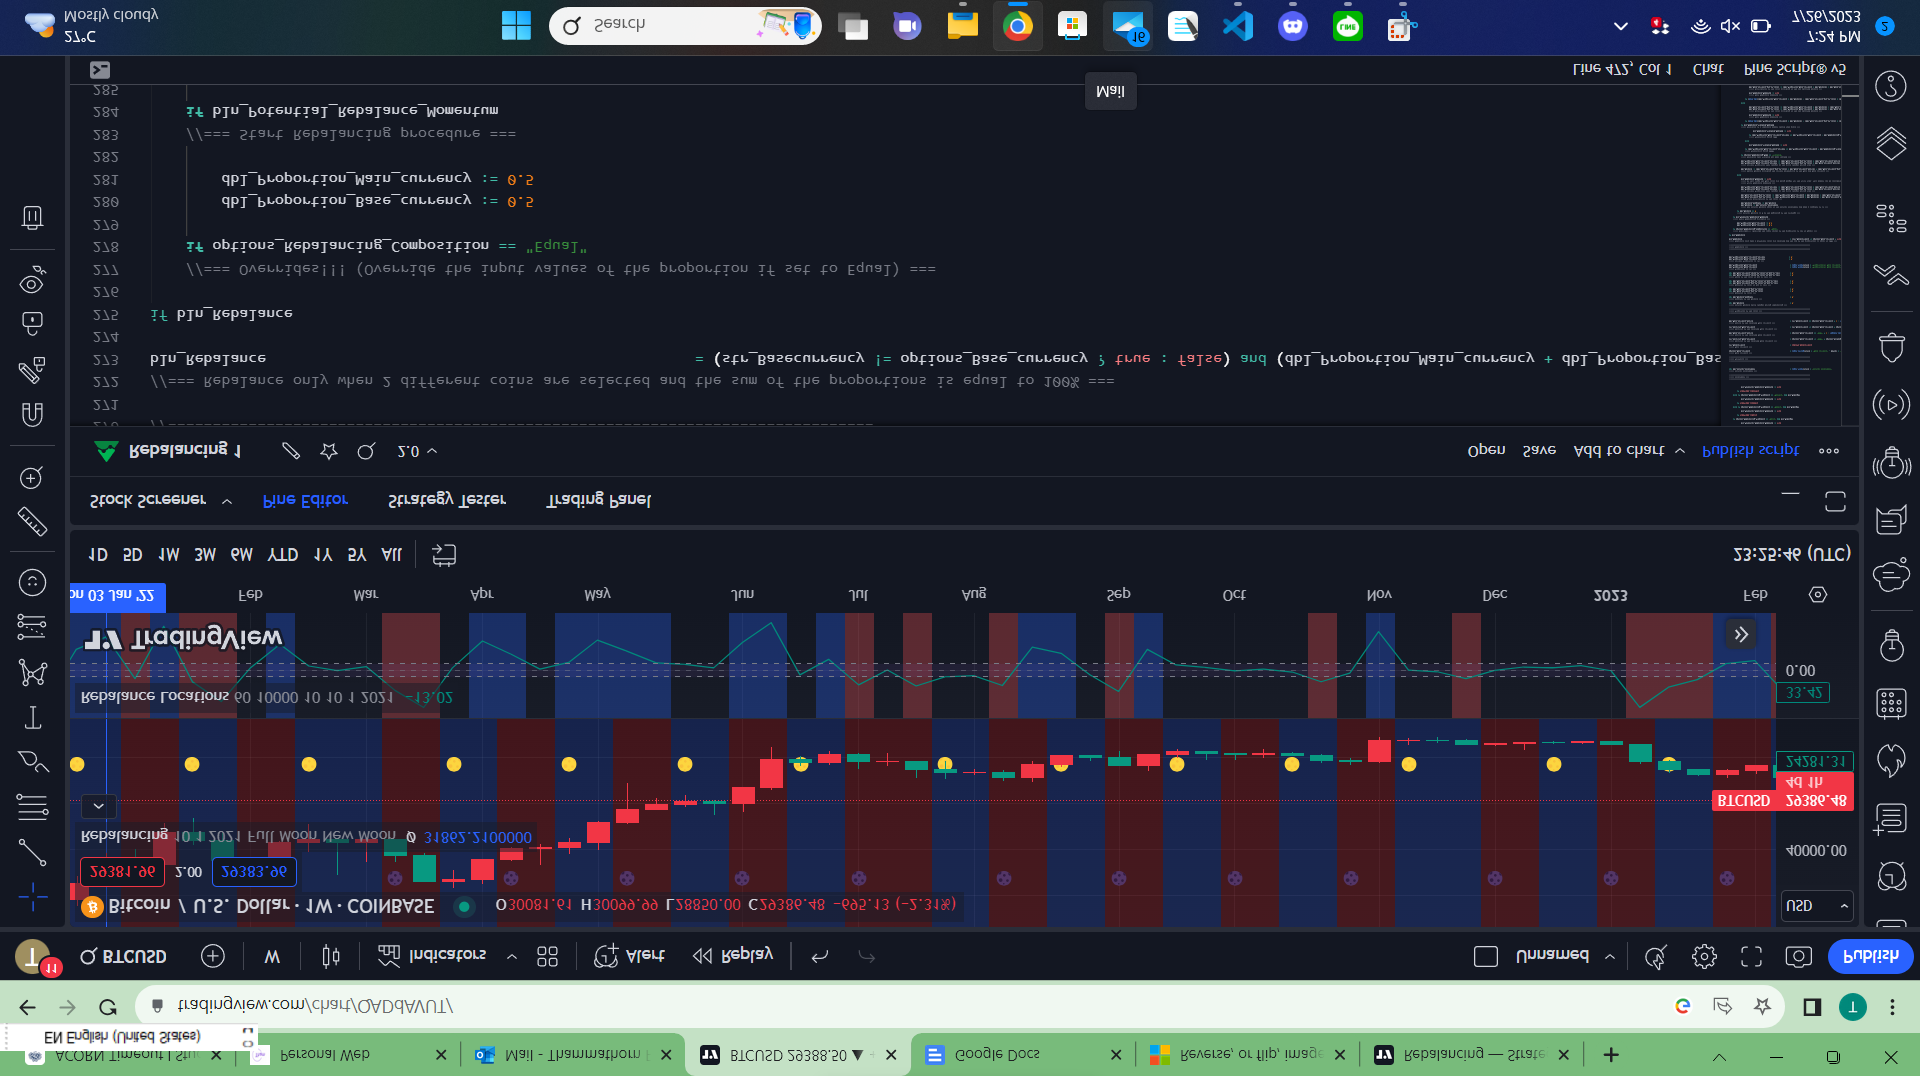 EN English (United States)
ACORN Timeout | Stu
Personal Web
Mail - Thammathorn
BTCUSD 29388.50 ▲
Google Docs
Reverse, or flip, image
Rebalancing — Strate
tradingview.com/chart/QADdAVUT/
T
T
11
BTCUSD
W
Indicators
Alert
Replay
Unnamed
Publish
Bitcoin / U.S. Dollar · 1W · COINBASE
O30081.61 H30099.99 L28850.00 C29386.48 −695.13 (−2.31%)
USD
29381.96
2.00
29383.96
40000.00
Rebalancing 10 1 2021 Full Moon New Moon Ø 31862.2100000
BTCUSD 29386.48
4d 1h
24281.31
Rebalance Locations 60 10000 10 10 1 2021 −13.02
33.42
0.00
TradingView
on 03 Jan '22
Feb Mar Apr May Jun Jul Aug Sep Oct Nov Dec 2023 Feb
1D 5D 1M 3M 6M YTD 1Y 5Y All
23:25:46 (UTC)
Stock Screener
Pine Editor
Strategy Tester
Trading Panel
Rebalancing 1
2.0
Open
Save
Add to chart
Publish script
270
271
272 //=== Rebalance only when 2 different coins are selected and the sum of the proportions is equal to 100% ===
273 bln_Rebalance = (str_Basecurrency != options_Base_currency ? true : false) and (dbl_Proportion_Main_currency + dbl_Proportion_Bas
274
275 if bln_Rebalance
276
277 //=== Overrides!!! (Override the input values of the proportion if set to Equal) ===
278 if options_Rebalancing_Composition == "Equal"
279
280 dbl_Proportion_Base_currency := 0.5
281 dbl_Proportion_Main_currency := 0.5
282
283 //=== Start Rebalancing procedure ===
284 if bln_Potential_Rebalance_Momentum
285
Mail
Line 472, Col 1
Chat
Pine Script® v5
27°C
Mostly cloudy
Search
16
LINE
7:24 PM
7/26/2023
2